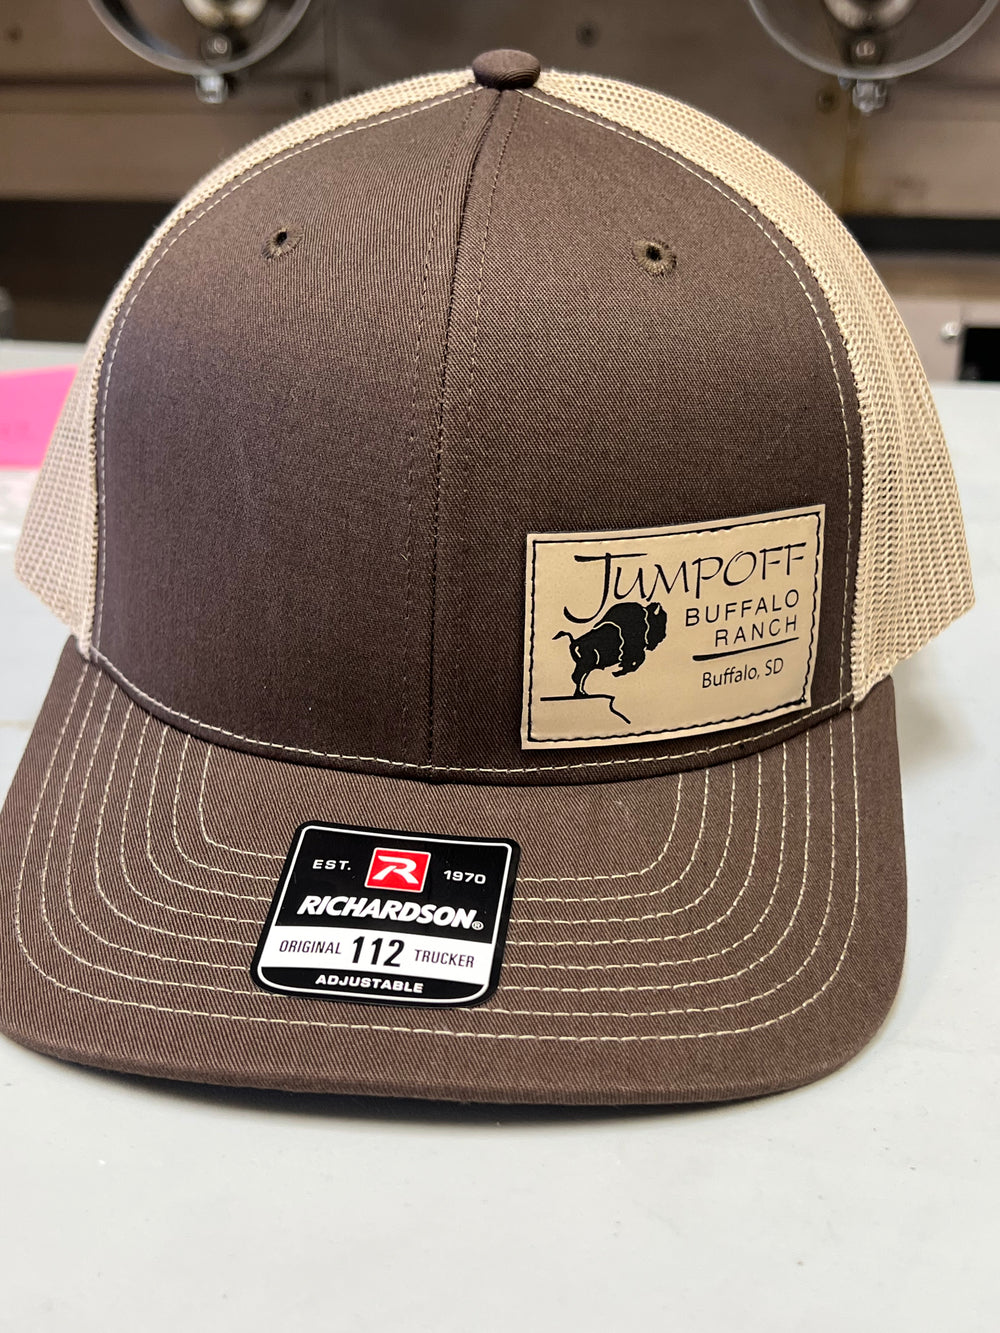 JUMPOFF
BUFFALO
RANCH
Buffalo, SD
EST. R 1970
RICHARDSON®
ORIGINAL 112 TRUCKER
ADJUSTABLE